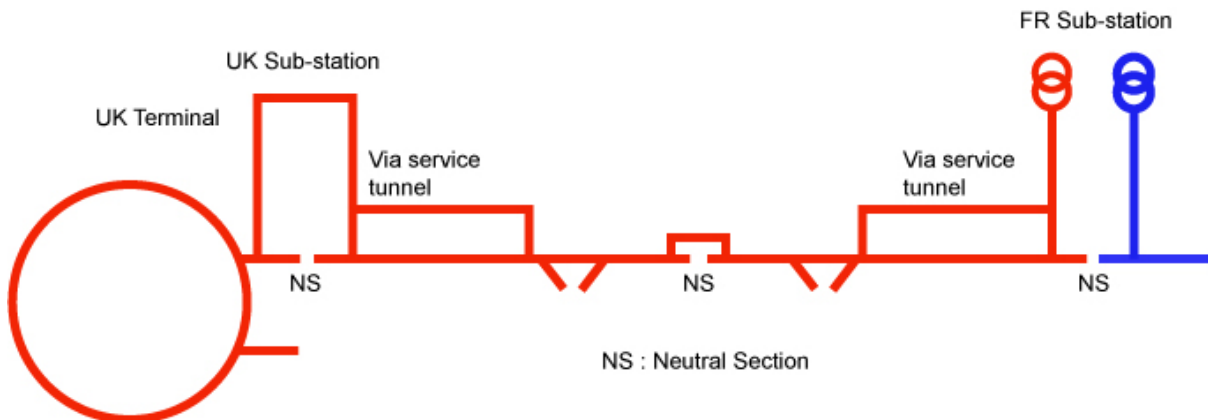 FR Sub-station
UK Sub-station
UK Terminal
Via service
tunnel
Via service
tunnel
NS
NS
NS
NS : Neutral Section